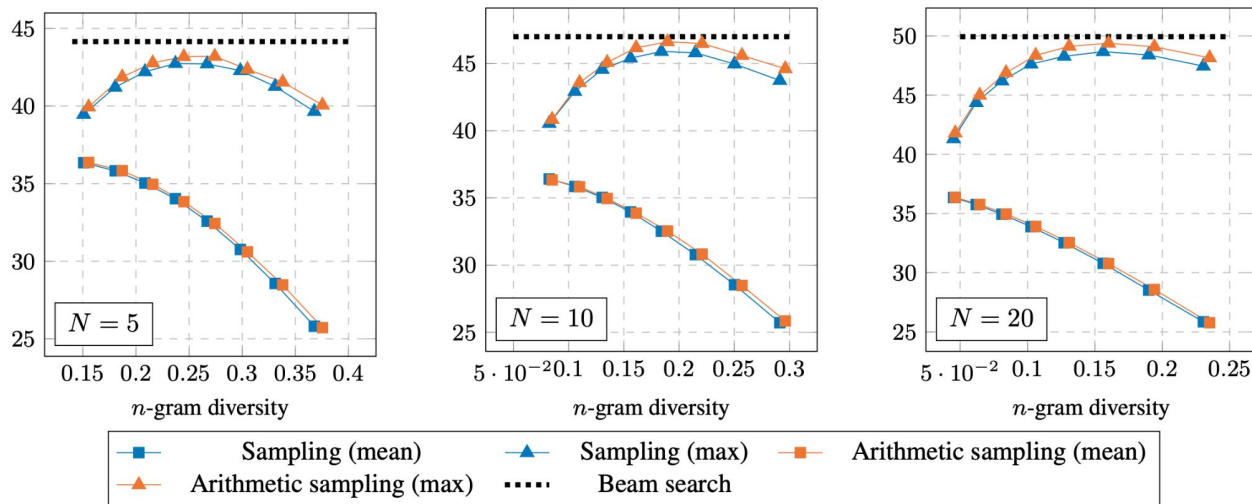 45
40
35
30
25
N = 5
0.15 0.2 0.25 0.3 0.35 0.4
n-gram diversity
50
45
40
35
30
25
N = 10
5 · 10⁻² 0.1 0.15 0.2 0.25 0.3
n-gram diversity
50
45
40
35
30
25
N = 20
5 · 10⁻² 0.1 0.15 0.2 0.25
n-gram diversity
Sampling (mean) Sampling (max) Arithmetic sampling (mean)
Arithmetic sampling (max) Beam search